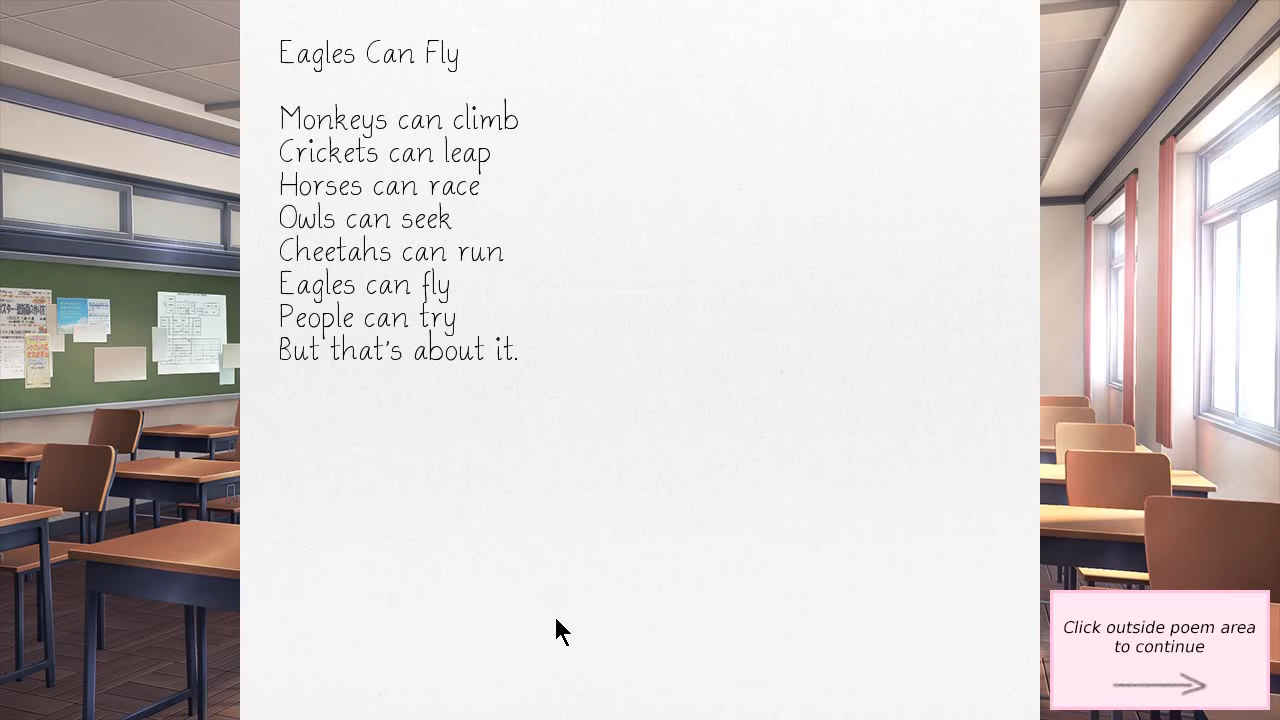 Eagles Can Fly
Monkeys can climb
Crickets can leap
Horses can race
Owls can seek
Cheetahs can run
Eagles can fly
People can try
But that's about it.
Click outside poem area
to continue